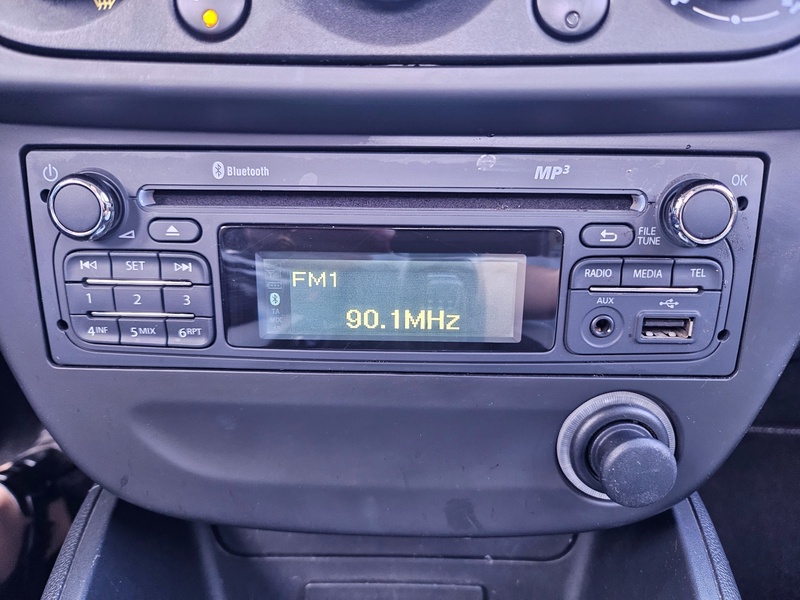 Bluetooth
MP3
OK
FILE
TUNE
SET
RADIO
MEDIA
TEL
1
2
3
4INF
5MIX
6RPT
FM1
90.1MHz
AUX